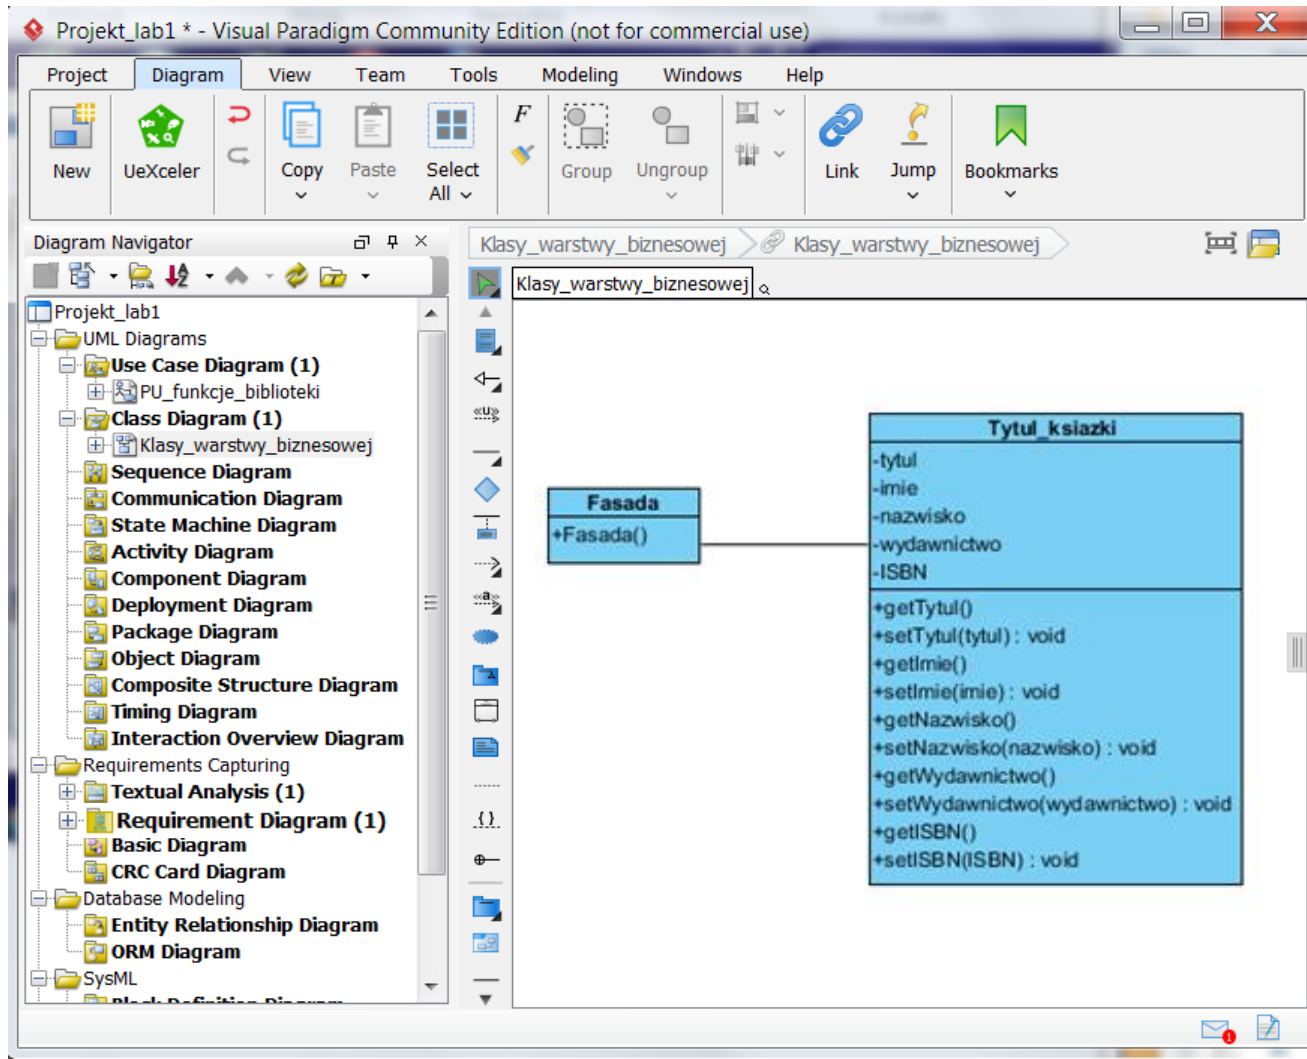 Projekt_lab1 * - Visual Paradigm Community Edition (not for commercial use)
Project Diagram View Team Tools Modeling Windows Help
New
UeXceler
Copy
Paste
Select All
F
Group
Ungroup
Link
Jump
Bookmarks
Diagram Navigator
Projekt_lab1
UML Diagrams
Use Case Diagram (1)
PU_funkcje_biblioteki
Class Diagram (1)
Klasy_warstwy_biznesowej
Sequence Diagram
Communication Diagram
State Machine Diagram
Activity Diagram
Component Diagram
Deployment Diagram
Package Diagram
Object Diagram
Composite Structure Diagram
Timing Diagram
Interaction Overview Diagram
Requirements Capturing
Textual Analysis (1)
Requirement Diagram (1)
Basic Diagram
CRC Card Diagram
Database Modeling
Entity Relationship Diagram
ORM Diagram
SysML
Block Definition Diagram
Klasy_warstwy_biznesowej Klasy_warstwy_biznesowej
Klasy_warstwy_biznesowej
«U»
«a»
{}
Fasada
+Fasada()
Tytul_ksiazki
-tytul
-imie
-nazwisko
-wydawnictwo
-ISBN
+getTytul()
+setTytul(tytul) : void
+getImie()
+setImie(imie) : void
+getNazwisko()
+setNazwisko(nazwisko) : void
+getWydawnictwo()
+setWydawnictwo(wydawnictwo) : void
+getISBN()
+setISBN(ISBN) : void
1